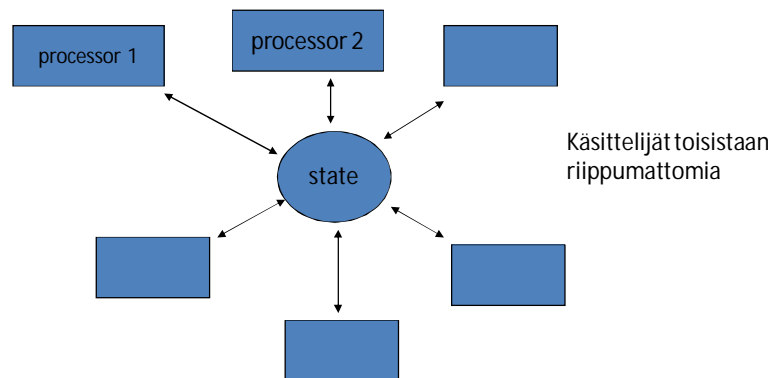 processor 1
processor 2
state
Käsittelijät toisistaan
riippumattomia